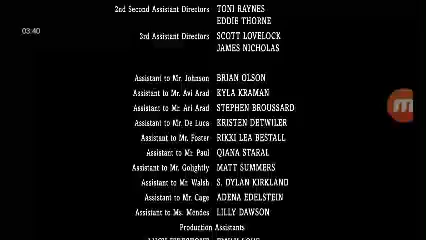 2nd Second Assistant Directors TONI RAYNES
EDDIE THORNE
03:40
3rd Assistant Directors SCOTT LOVELOCK
JAMES NICHOLAS
Assistant to Mr. Johnson BRIAN OLSON
Assistant to Mr. Avi Arad KYLA KRAMAN
Assistant to Mr. Ari Arad STEPHEN BROUSSARD
Assistant to Mr. De Luca KRISTEN DETWILER
Assistant to Mr. Foster RIKKI LEA BESTALL
Assistant to Mr. Paul QIANA STARAL
Assistant to Mr. Golightly MATT SUMMERS
Assistant to Mr. Walsh S. DYLAN KIRKLAND
Assistant to Mr. Cage ADENA EDELSTEIN
Assistant to Ms. Mendes LILLY DAWSON
Production Assistants